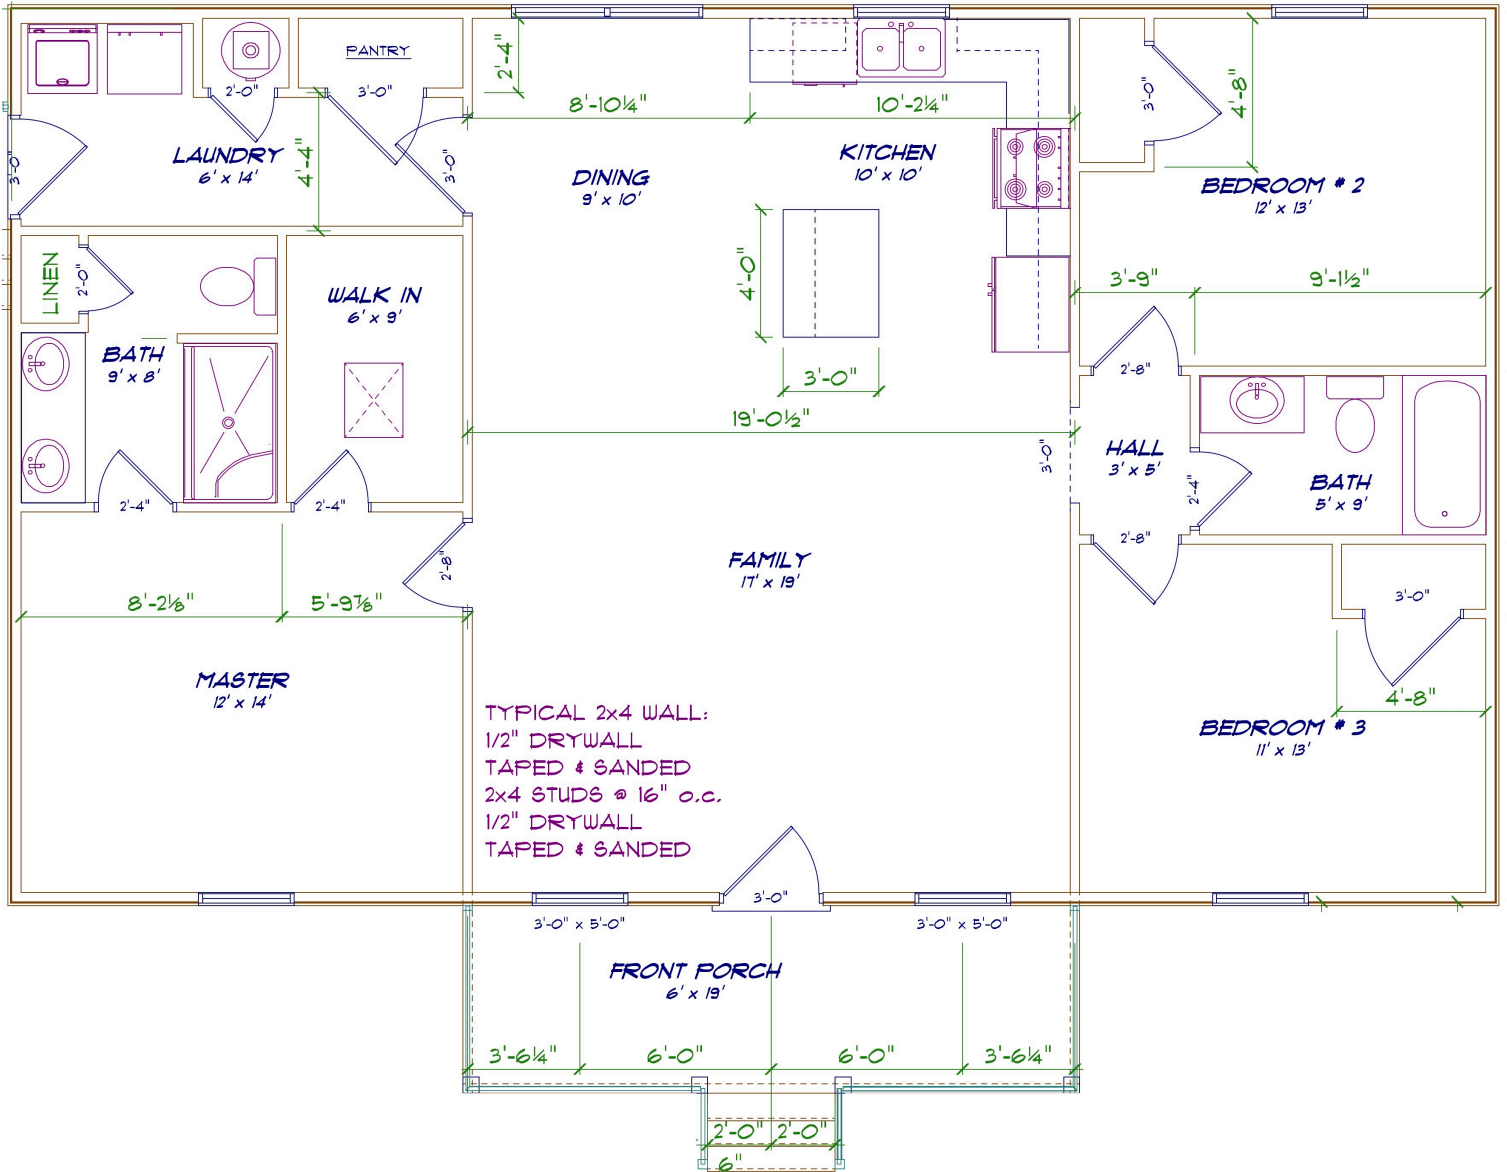 PANTRY
2'-0"
3'-0"
2'-4"
8'-10¼"
10'-2¼"
3'-0"
4'-8"
LAUNDRY
6' x 14'
4'-4"
3'-0"
3'-0"
DINING
9' x 10'
KITCHEN
10' x 10'
BEDROOM # 2
12' x 13'
LINEN
2'-0"
WALK IN
6' x 9'
4'-0"
3'-9"
9'-1½"
BATH
9' x 8'
3'-0"
2'-8"
19'-0½"
3'-0"
HALL
3' x 5'
2'-4"
BATH
5' x 9'
2'-4"
2'-4"
2'-8"
2'-8"
FAMILY
17' x 19'
8'-2⅛"
5'-9⅞"
3'-0"
MASTER
12' x 14'
4'-8"
BEDROOM # 3
11' x 13'
TYPICAL 2x4 WALL:
1/2" DRYWALL
TAPED & SANDED
2x4 STUDS @ 16" O.C.
1/2" DRYWALL
TAPED & SANDED
3'-0"
3'-0" x 5'-0"
3'-0" x 5'-0"
FRONT PORCH
6' x 19'
3'-6¼"
6'-0"
6'-0"
3'-6¼"
2'-0"
2'-0"
6"